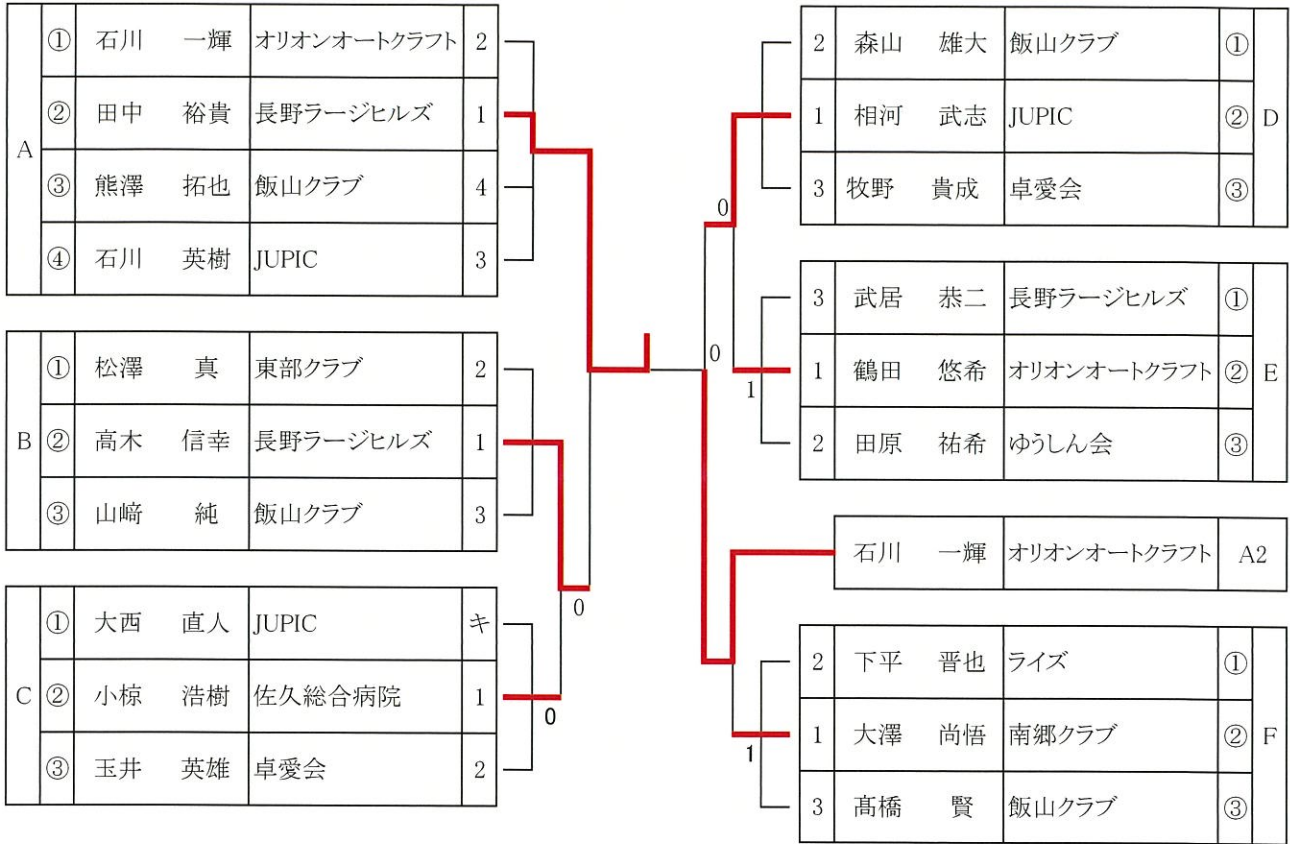 A
① 石川 一輝 オリオンオートクラフト 2
② 田中 裕貴 長野ラージヒルズ 1
③ 熊澤 拓也 飯山クラブ 4
④ 石川 英樹 JUPIC 3
B
① 松澤 真 東部クラブ 2
② 高木 信幸 長野ラージヒルズ 1
③ 山﨑 純 飯山クラブ 3
C
① 大西 直人 JUPIC キ
② 小椋 浩樹 佐久総合病院 1
③ 玉井 英雄 卓愛会 2
0
0
0
0
1
1
2 森山 雄大 飯山クラブ ①
1 相河 武志 JUPIC ②
3 牧野 貴成 卓愛会 ③
D
3 武居 恭二 長野ラージヒルズ ①
1 鶴田 悠希 オリオンオートクラフト ②
2 田原 祐希 ゆうしん会 ③
E
石川 一輝 オリオンオートクラフト A2
2 下平 晋也 ライズ ①
1 大澤 尚悟 南郷クラブ ②
3 髙橋 賢 飯山クラブ ③
F